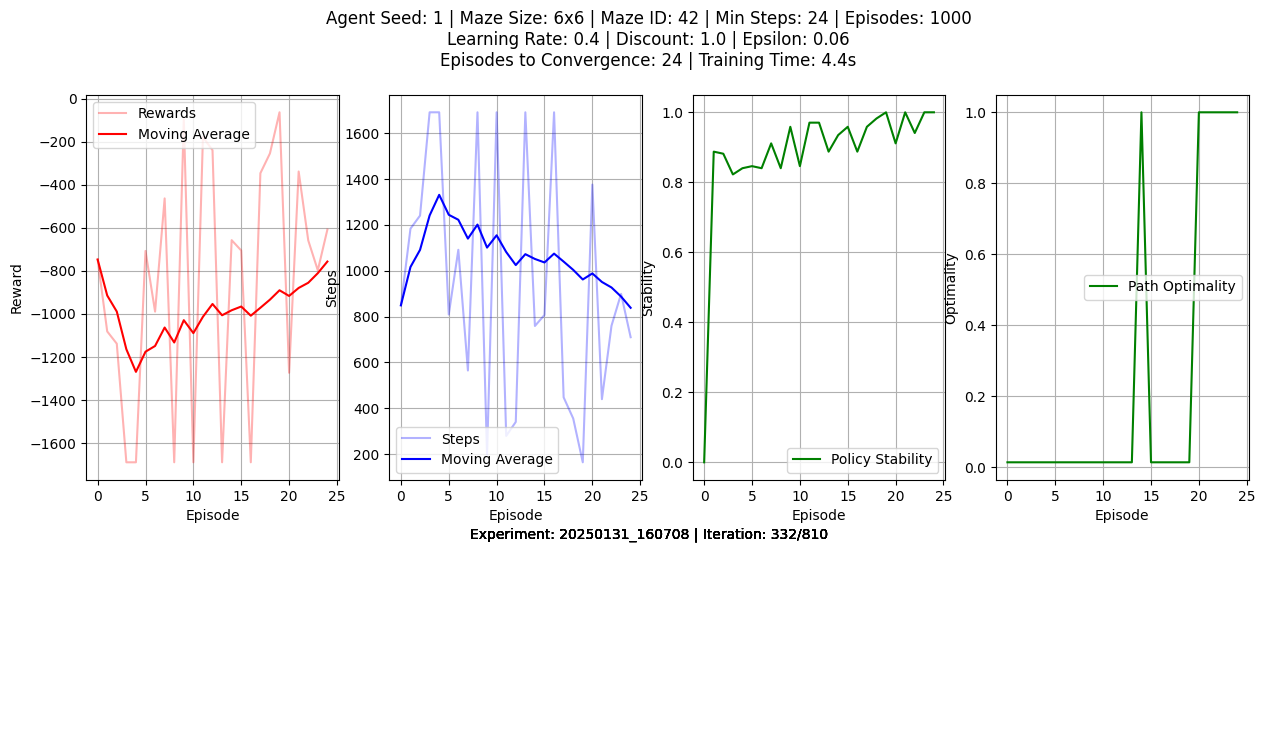 Agent Seed: 1 | Maze Size: 6x6 | Maze ID: 42 | Min Steps: 24 | Episodes: 1000
Learning Rate: 0.4 | Discount: 1.0 | Epsilon: 0.06
Episodes to Convergence: 24 | Training Time: 4.4s
Reward
0
−200
−400
−600
−800
−1000
−1200
−1400
−1600
Rewards
Moving Average
0
5
10
15
20
25
Episode
Steps
1600
1400
1200
1000
800
600
400
200
Steps
Moving Average
0
5
10
15
20
25
Episode
Stability
1.0
0.8
0.6
0.4
0.2
0.0
Policy Stability
0
5
10
15
20
25
Episode
Optimality
1.0
0.8
0.6
0.4
0.2
0.0
Path Optimality
0
5
10
15
20
25
Episode
Experiment: 20250131_160708 | Iteration: 332/810